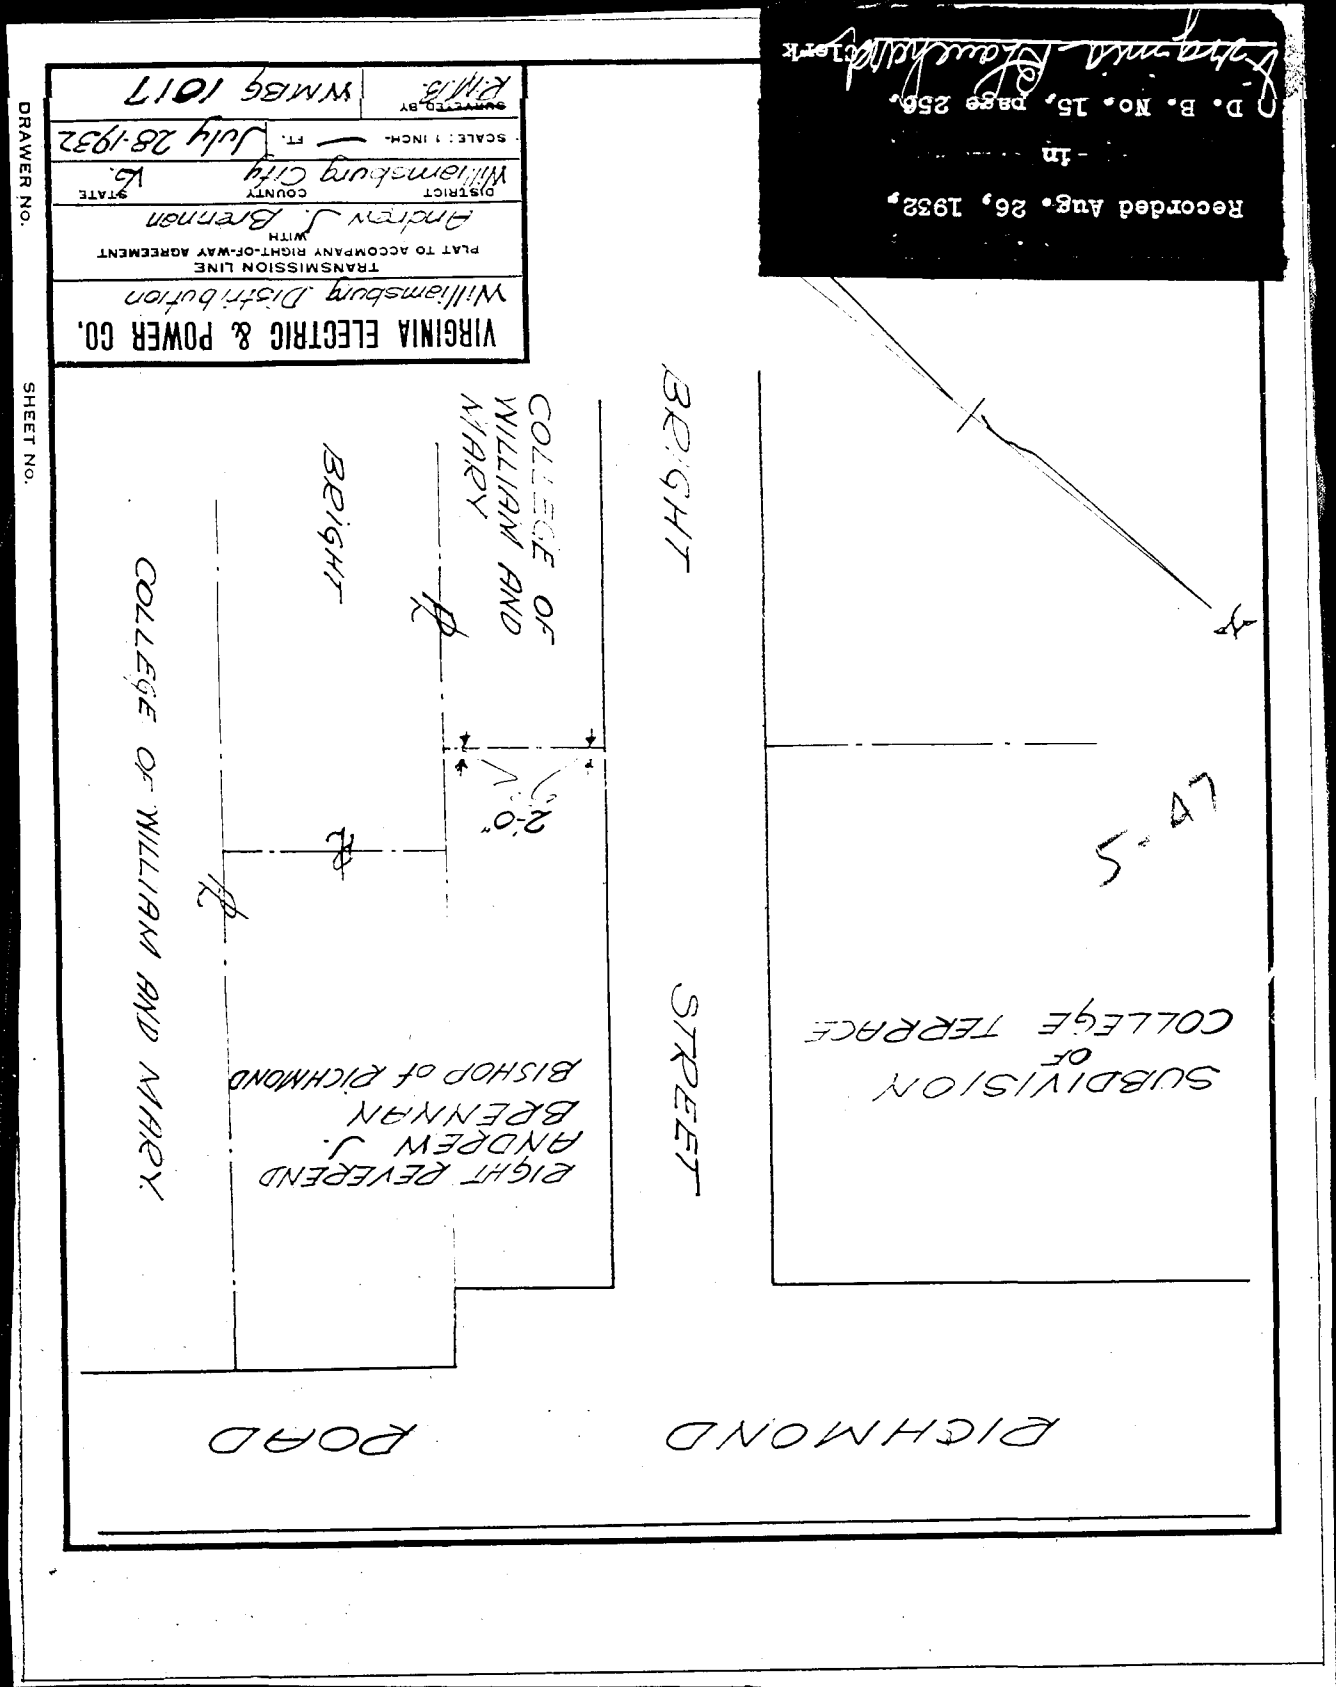 RICHMOND ROAD
SUBDIVISION
OF
COLLEGE TERRACE
BRIGHT STREET
RIGHT REVEREND
ANDREW J.
BRENNAN
BISHOP OF RICHMOND
COLLEGE OF WILLIAM AND MARY
5-47
2'-0"
COLLEGE OF
WILLIAM AND
MARY
BRIGHT
VIRGINIA ELECTRIC & POWER CO.
Williamsburg Distribution
TRANSMISSION LINE
PLAT TO ACCOMPANY RIGHT-OF-WAY AGREEMENT
WITH
Andrew J. Brennan
DISTRICT COUNTY STATE
Williamsburg City Va.
SCALE: 1 INCH- — FT. July 28-1932
SURVEYED BY
R.M.B. WMBG 1017
Recorded Aug. 26, 1932,
-in
D. B. No. 15, page 256.
Virginia Blanchard Clerk
DRAWER NO.
SHEET NO.